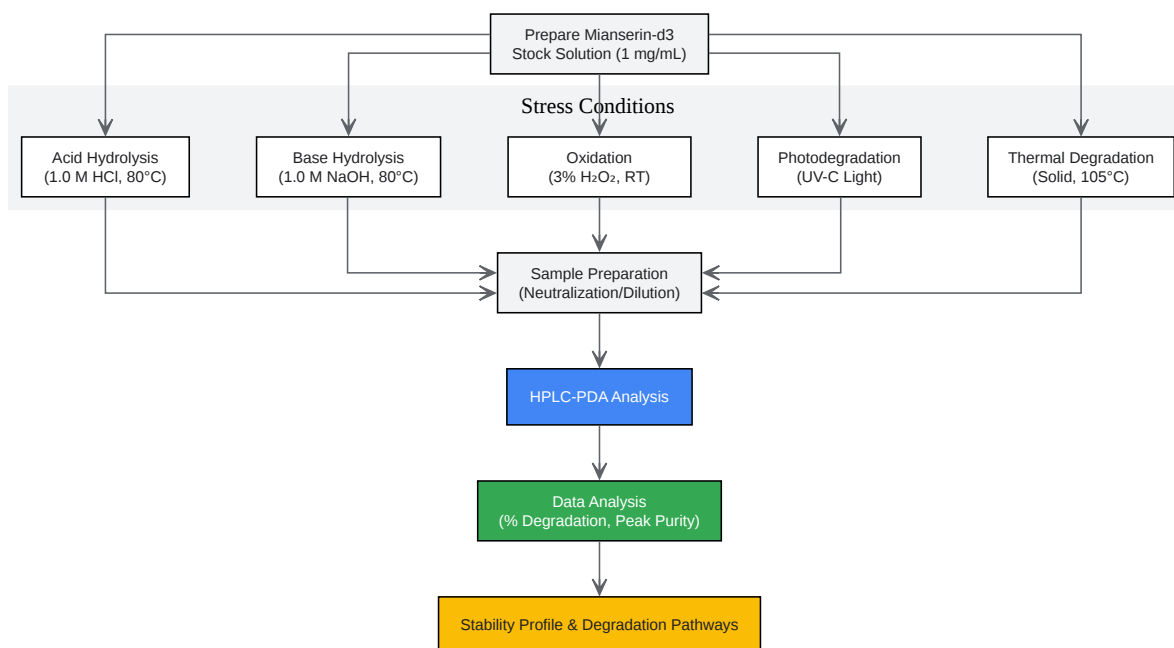 Prepare Mianserin-d3
Stock Solution (1 mg/mL)
Stress Conditions
Acid Hydrolysis
(1.0 M HCl, 80°C)
Base Hydrolysis
(1.0 M NaOH, 80°C)
Oxidation
(3% H₂O₂, RT)
Photodegradation
(UV-C Light)
Thermal Degradation
(Solid, 105°C)
Sample Preparation
(Neutralization/Dilution)
HPLC-PDA Analysis
Data Analysis
(% Degradation, Peak Purity)
Stability Profile & Degradation Pathways